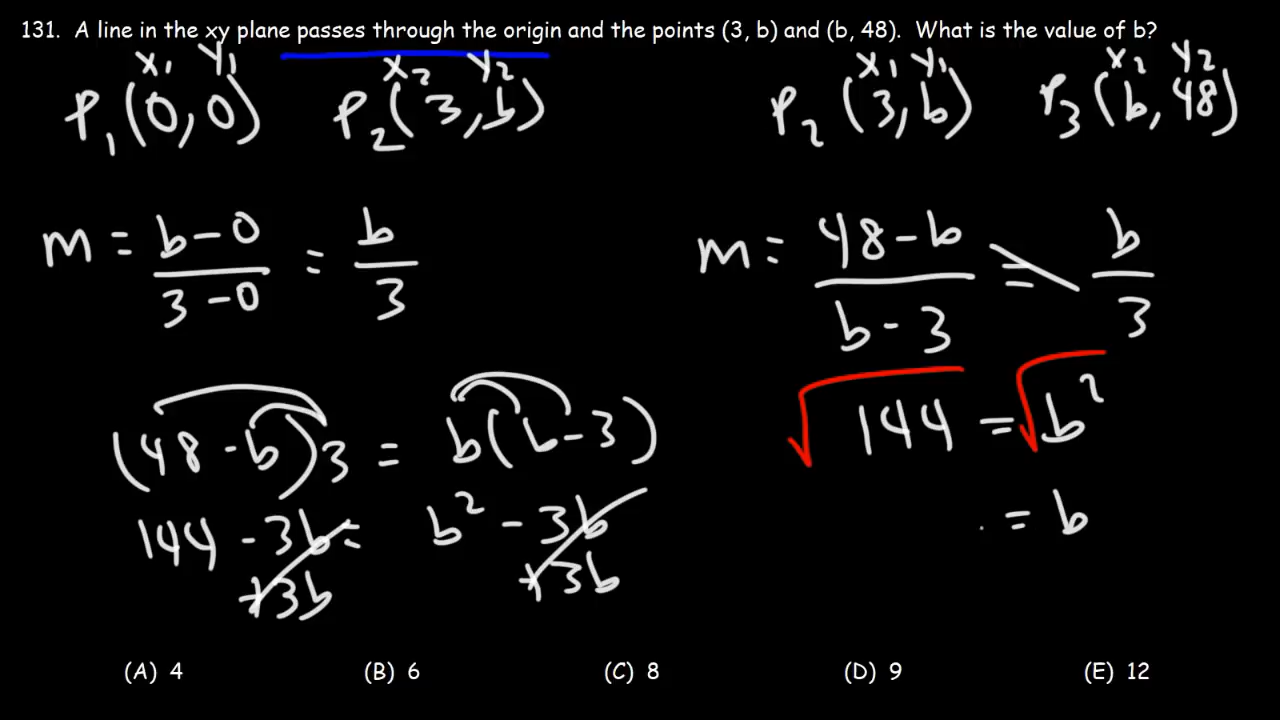 131. A line in the xy plane passes through the origin and the points (3, b) and (b, 48). What is the value of b?
x₁ y₁ x₂ y₂ x₁ y₁ x₂ y₂
P₁ (0, 0) P₂ (3, b) P₂ (3, b) P₃ (b, 48)
m = b - 0 / 3 - 0 = b / 3
m = 48 - b / b - 3 = b / 3
(48 - b) 3 = b(b - 3)
144 - 3b = b² - 3b
+3b +3b
√144 = √b²
= b
(A) 4 (B) 6 (C) 8 (D) 9 (E) 12